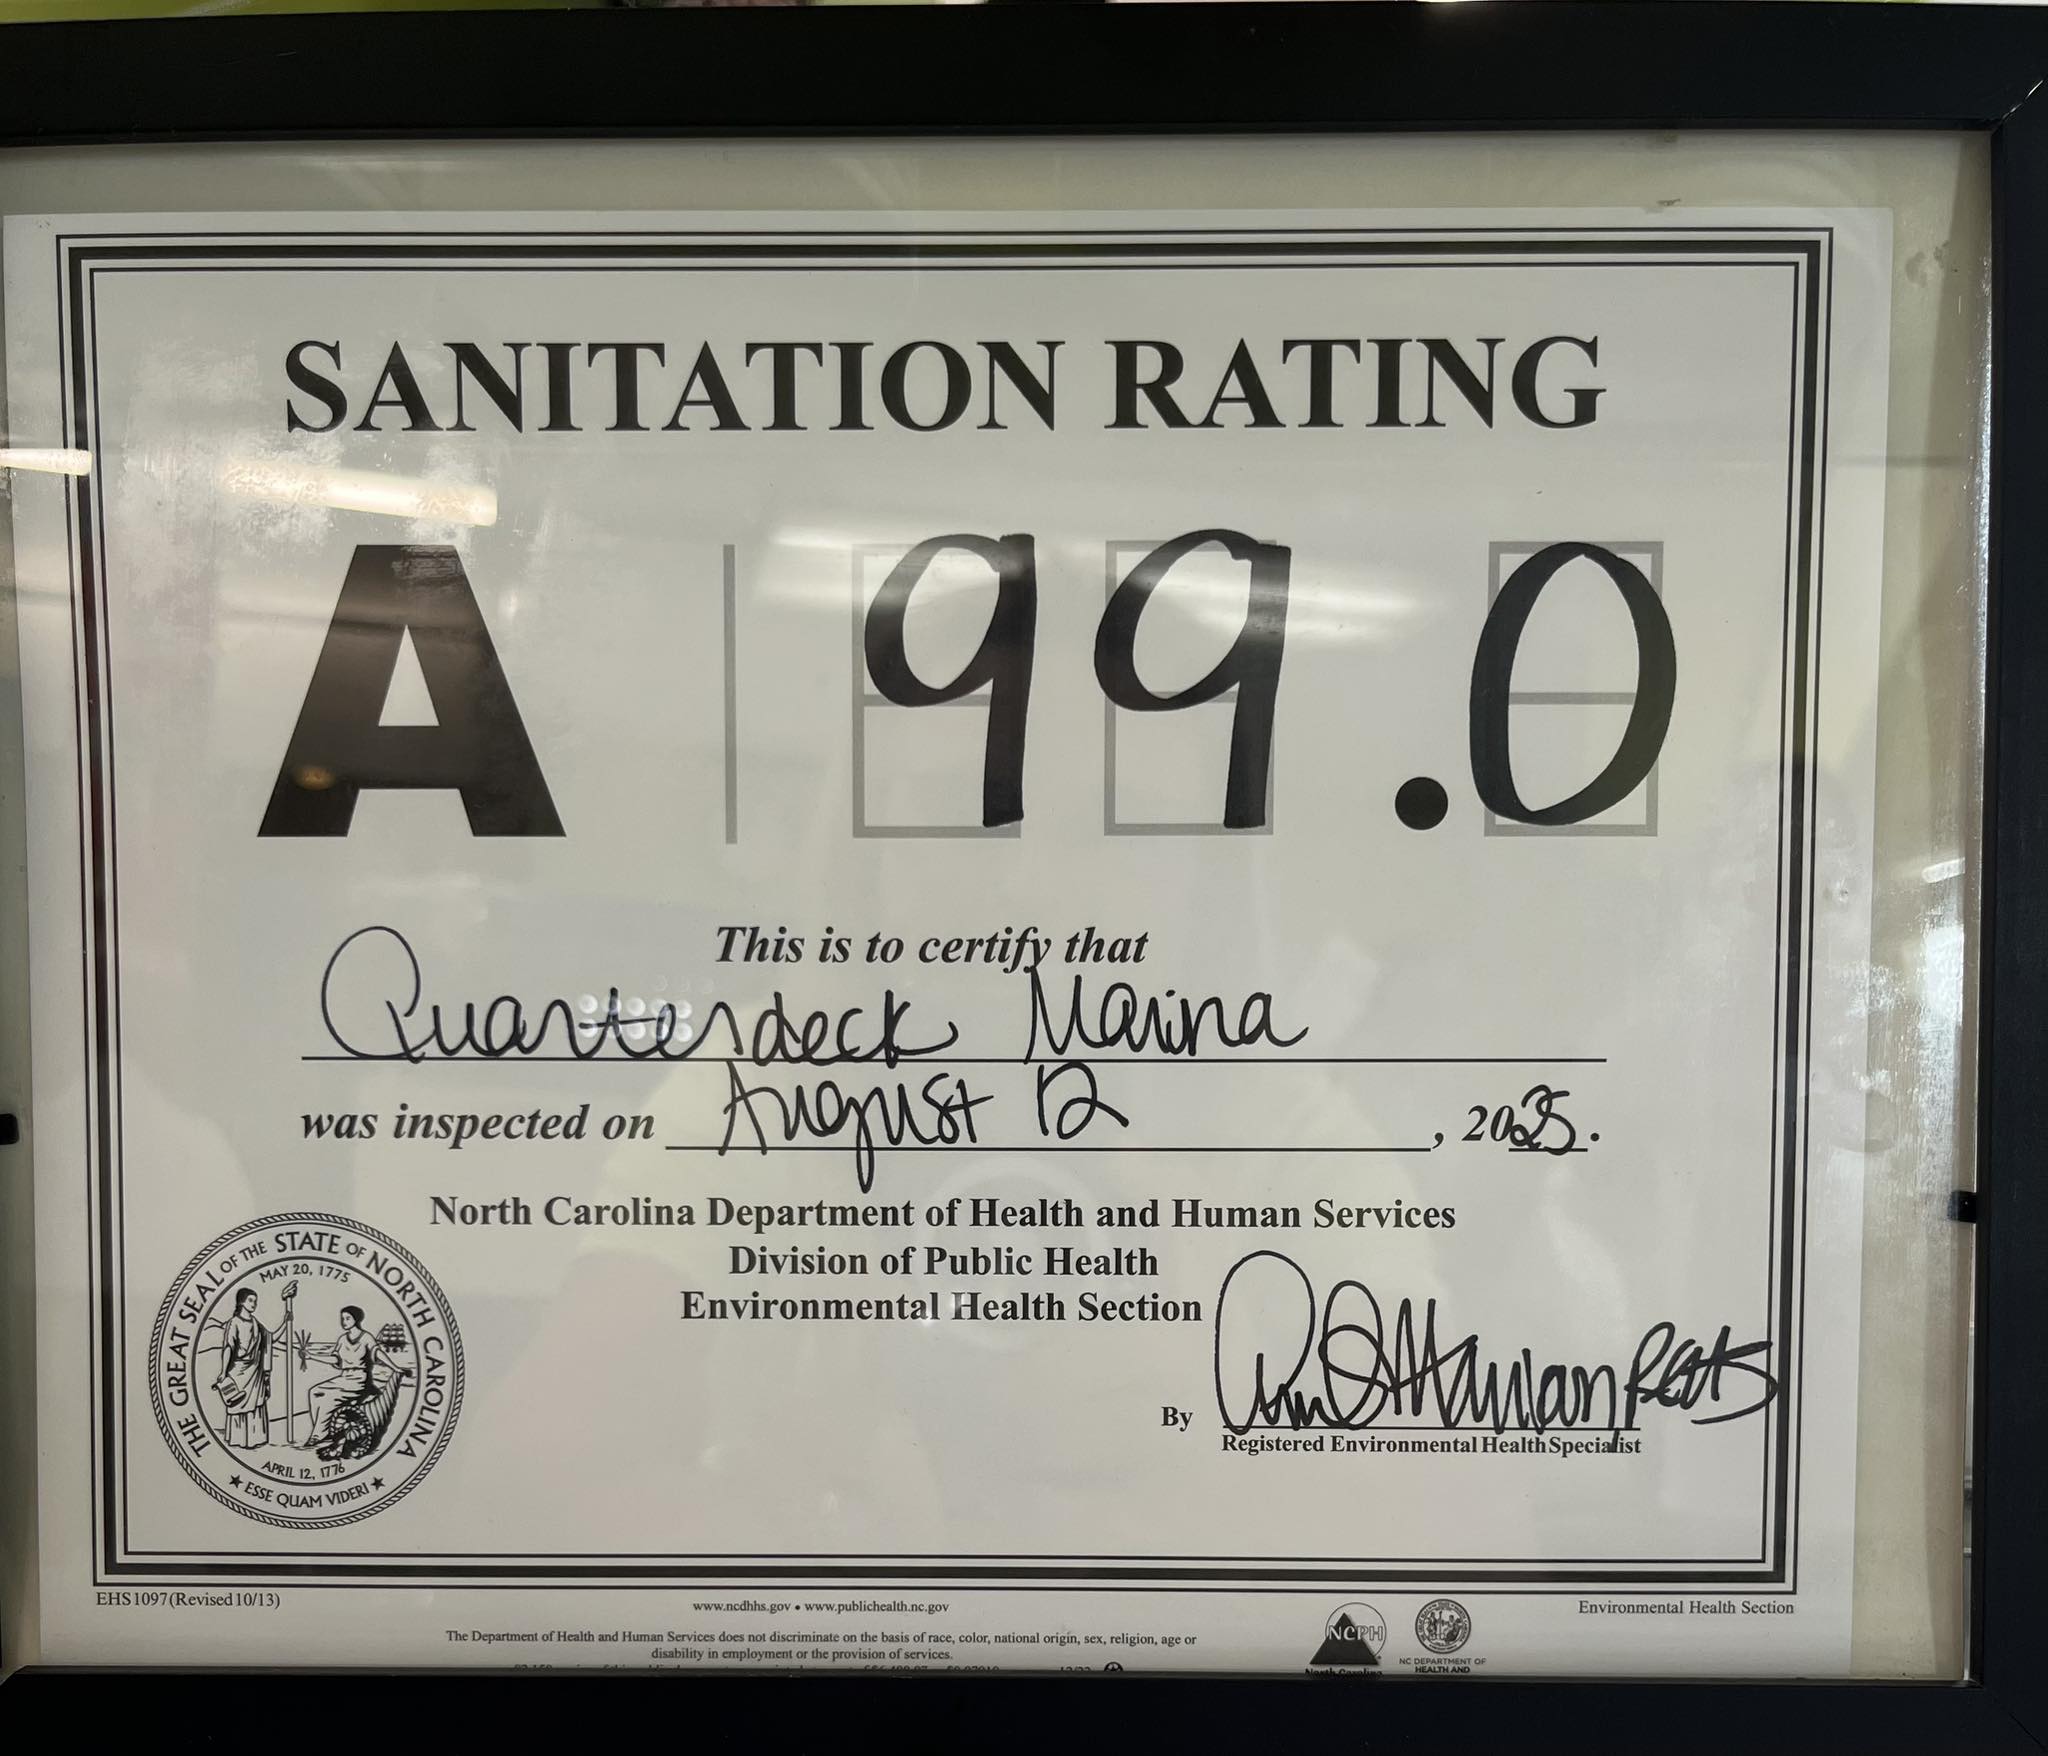 SANITATION RATING
A 99.0
This is to certify that
Quarterdeck Marina
was inspected on August 12, 2025.
North Carolina Department of Health and Human Services
Division of Public Health
Environmental Health Section
THE GREAT SEAL OF THE STATE OF NORTH CAROLINA
MAY 20, 1775
APRIL 12, 1776
★ ESSE QUAM VIDERI ★
By
Registered Environmental Health Specialist
EHS 1097 (Revised 10/13)
www.ncdhhs.gov • www.publichealth.nc.gov
Environmental Health Section
The Department of Health and Human Services does not discriminate on the basis of race, color, national origin, sex, religion, age or
disability in employment or the provision of services.
NCPH
North Carolina
NC DEPARTMENT OF
HEALTH AND